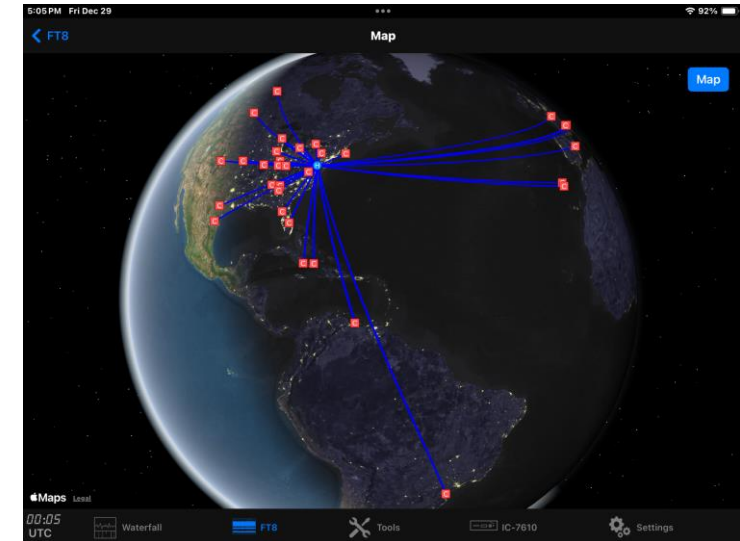 5:05 PM Fri Dec 29
92%
FT8
Map
Map
Maps Legal
00:05
UTC
Waterfall
FT8
Tools
IC-7610
Settings